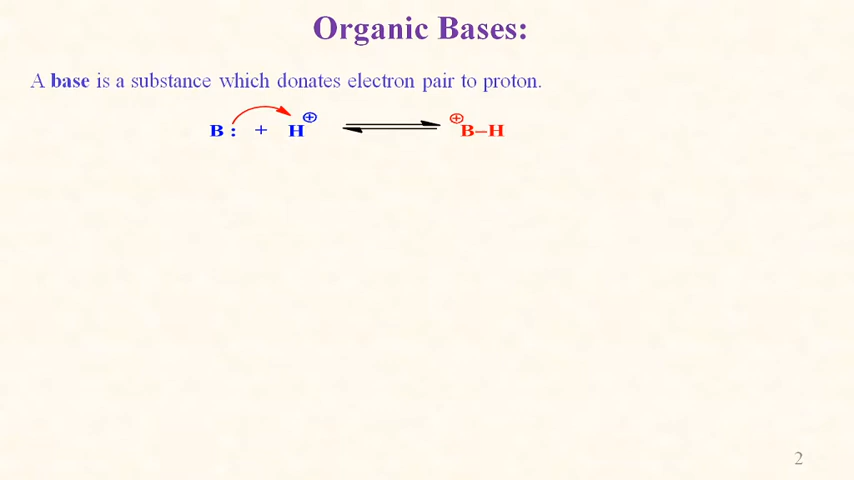 Organic Bases:
A base is a substance which donates electron pair to proton.
B : + H⊕ ⇌ ⊕B–H
2